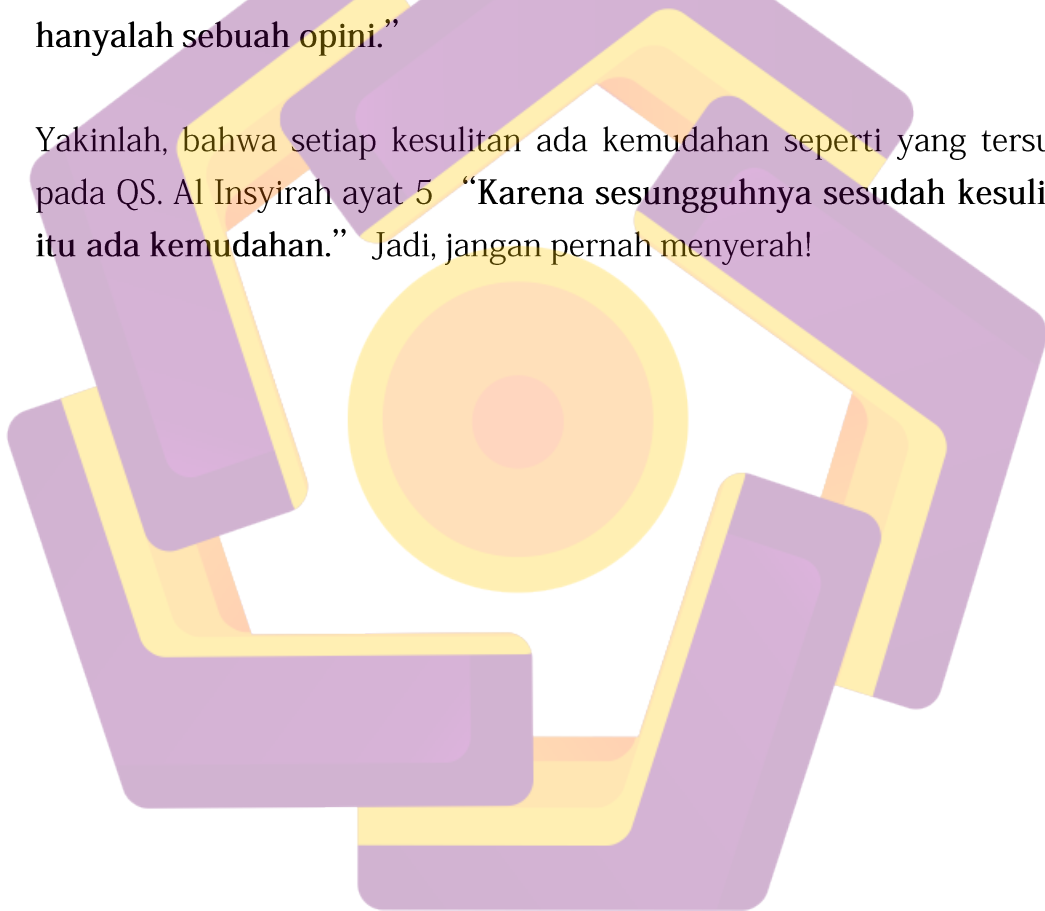 hanyalah sebuah opini.”
Yakinlah, bahwa setiap kesulitan ada kemudahan seperti yang
pada QS. Al Insyirah ayat 5 “Karena sesungguhnya sesudah
itu ada kemudahan.” Jadi, jangan pernah menyerah!